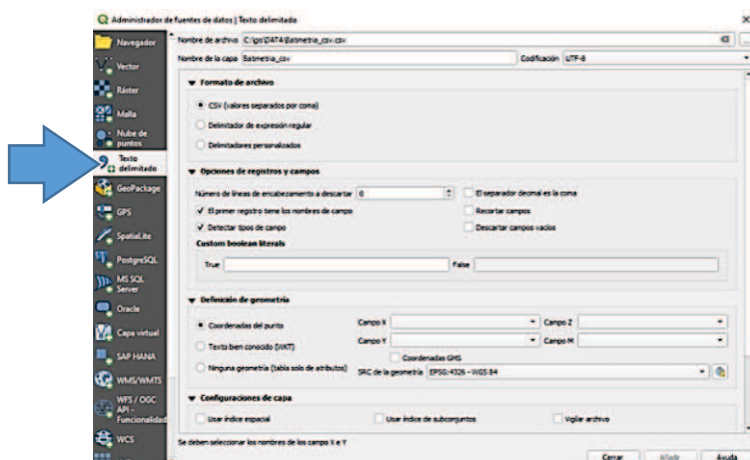 Administrador de fuentes de datos | Texto delimitado
Navegador
Vector
Ráster
Malla
Nube de puntos
Texto delimitado
GeoPackage
GPS
SpatiaLite
PostgreSQL
MS SQL Server
Oracle
Capa virtual
SAP HANA
WMS/WMTS
WFS / OGC API - Funcionalidad
WCS
Nombre de archivo C:\gis\DATA\Batmetria_csv.csv
Nombre de la capa Batmetria_csv Codificación UTF-8
Formato de archivo
CSV (valores separados por coma)
Delimitador de expresión regular
Delimitadores personalizados
Opciones de registros y campos
Número de líneas de encabezamiento a descartar 0 El separador decimal es la coma
El primer registro tiene los nombres de campo Recortar campos
Detectar tipos de campo Descartar campos vacíos
Custom boolean literals
True False
Definición de geometría
Coordenadas del punto Campo X Campo Z
Texto bien conocido (WKT) Campo Y Campo M
Coordenadas GMS
Ninguna geometría (tabla solo de atributos) SRC de la geometría EPSG:4326 - WGS 84
Configuraciones de capa
Usar índice espacial Usar índice de subconjuntos Vigilar archivo
Se deben seleccionar los nombres de los campo X e Y
Cerrar Añadir Ayuda